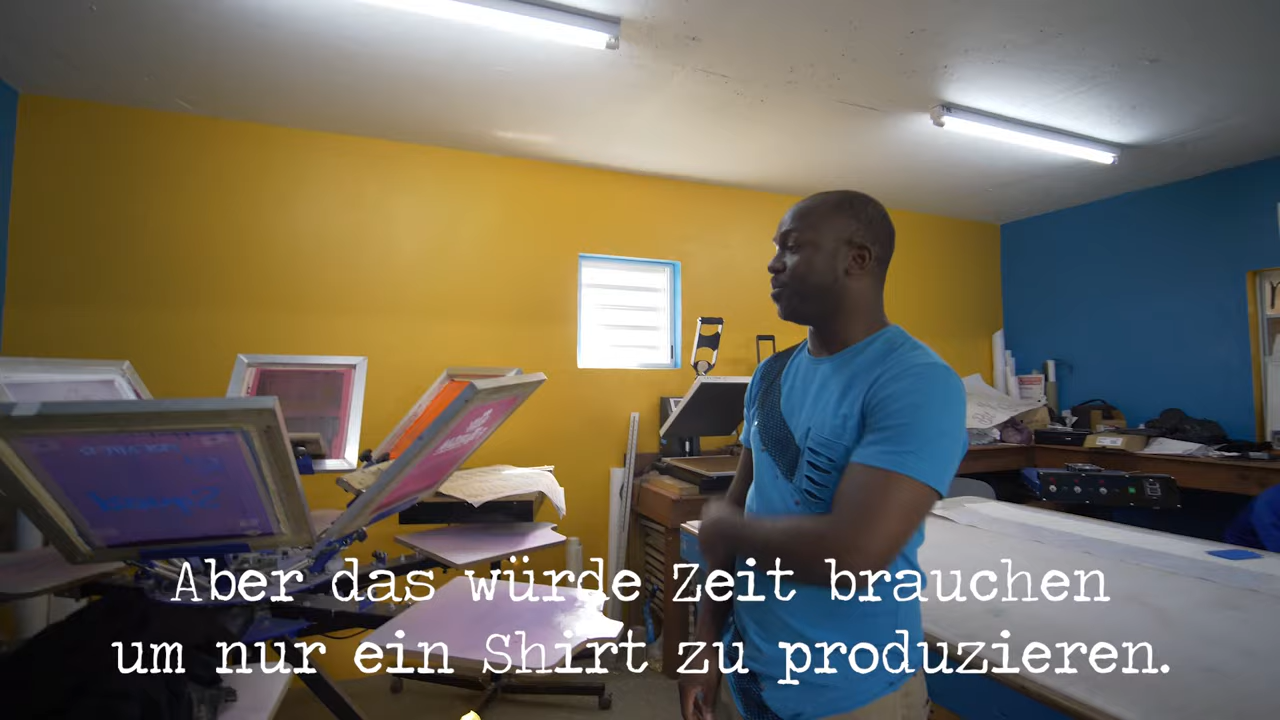 Aber das würde Zeit brauchen
um nur ein Shirt zu produzieren.